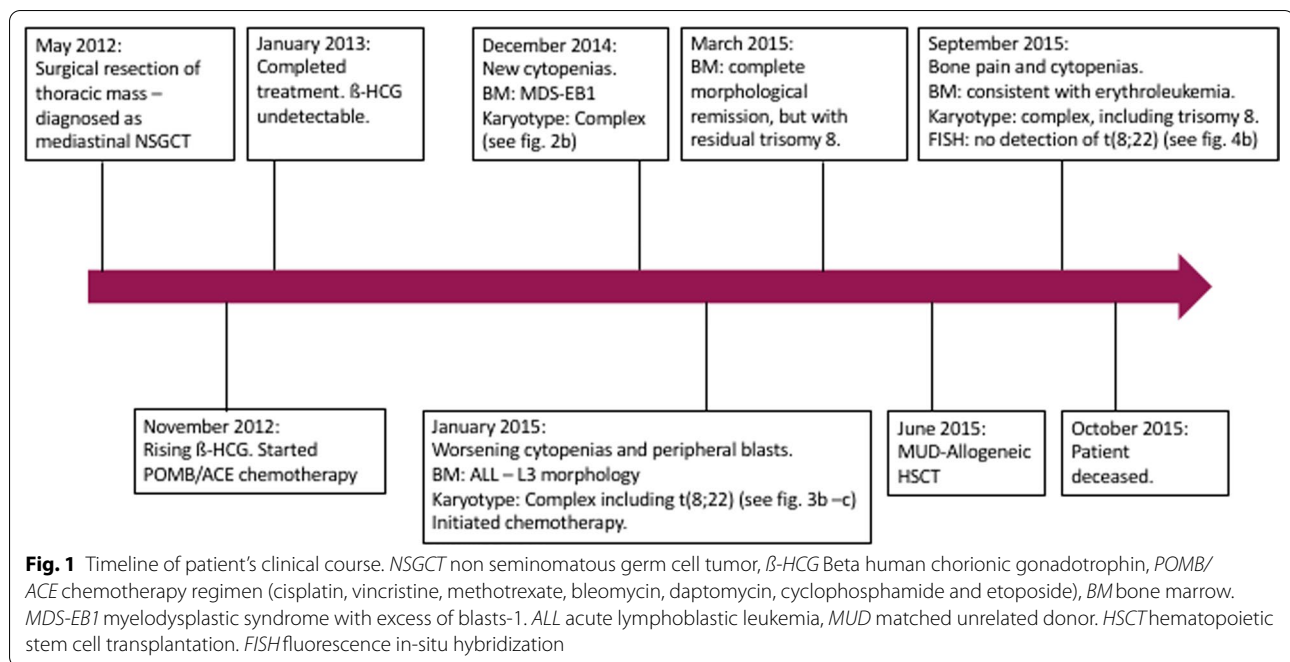 May 2012:
Surgical resection of
thoracic mass –
diagnosed as
mediastinal NSGCT
January 2013:
Completed
treatment. ß-HCG
undetectable.
December 2014:
New cytopenias.
BM: MDS-EB1
Karyotype: Complex
(see fig. 2b)
March 2015:
BM: complete
morphological
remission, but with
residual trisomy 8.
September 2015:
Bone pain and cytopenias.
BM: consistent with erythroleukemia.
Karyotype: complex, including trisomy 8.
FISH: no detection of t(8;22) (see fig. 4b)
November 2012:
Rising ß-HCG. Started
POMB/ACE chemotherapy
January 2015:
Worsening cytopenias and peripheral blasts.
BM: ALL – L3 morphology
Karyotype: Complex including t(8;22) (see fig. 3b –c)
Initiated chemotherapy.
June 2015:
MUD-Allogeneic
HSCT
October 2015:
Patient
deceased.
Fig. 1 Timeline of patient's clinical course. NSGCT non seminomatous germ cell tumor, ß-HCG Beta human chorionic gonadotrophin, POMB/
ACE chemotherapy regimen (cisplatin, vincristine, methotrexate, bleomycin, daptomycin, cyclophosphamide and etoposide), BM bone marrow.
MDS-EB1 myelodysplastic syndrome with excess of blasts-1. ALL acute lymphoblastic leukemia, MUD matched unrelated donor. HSCT hematopoietic
stem cell transplantation. FISH fluorescence in-situ hybridization